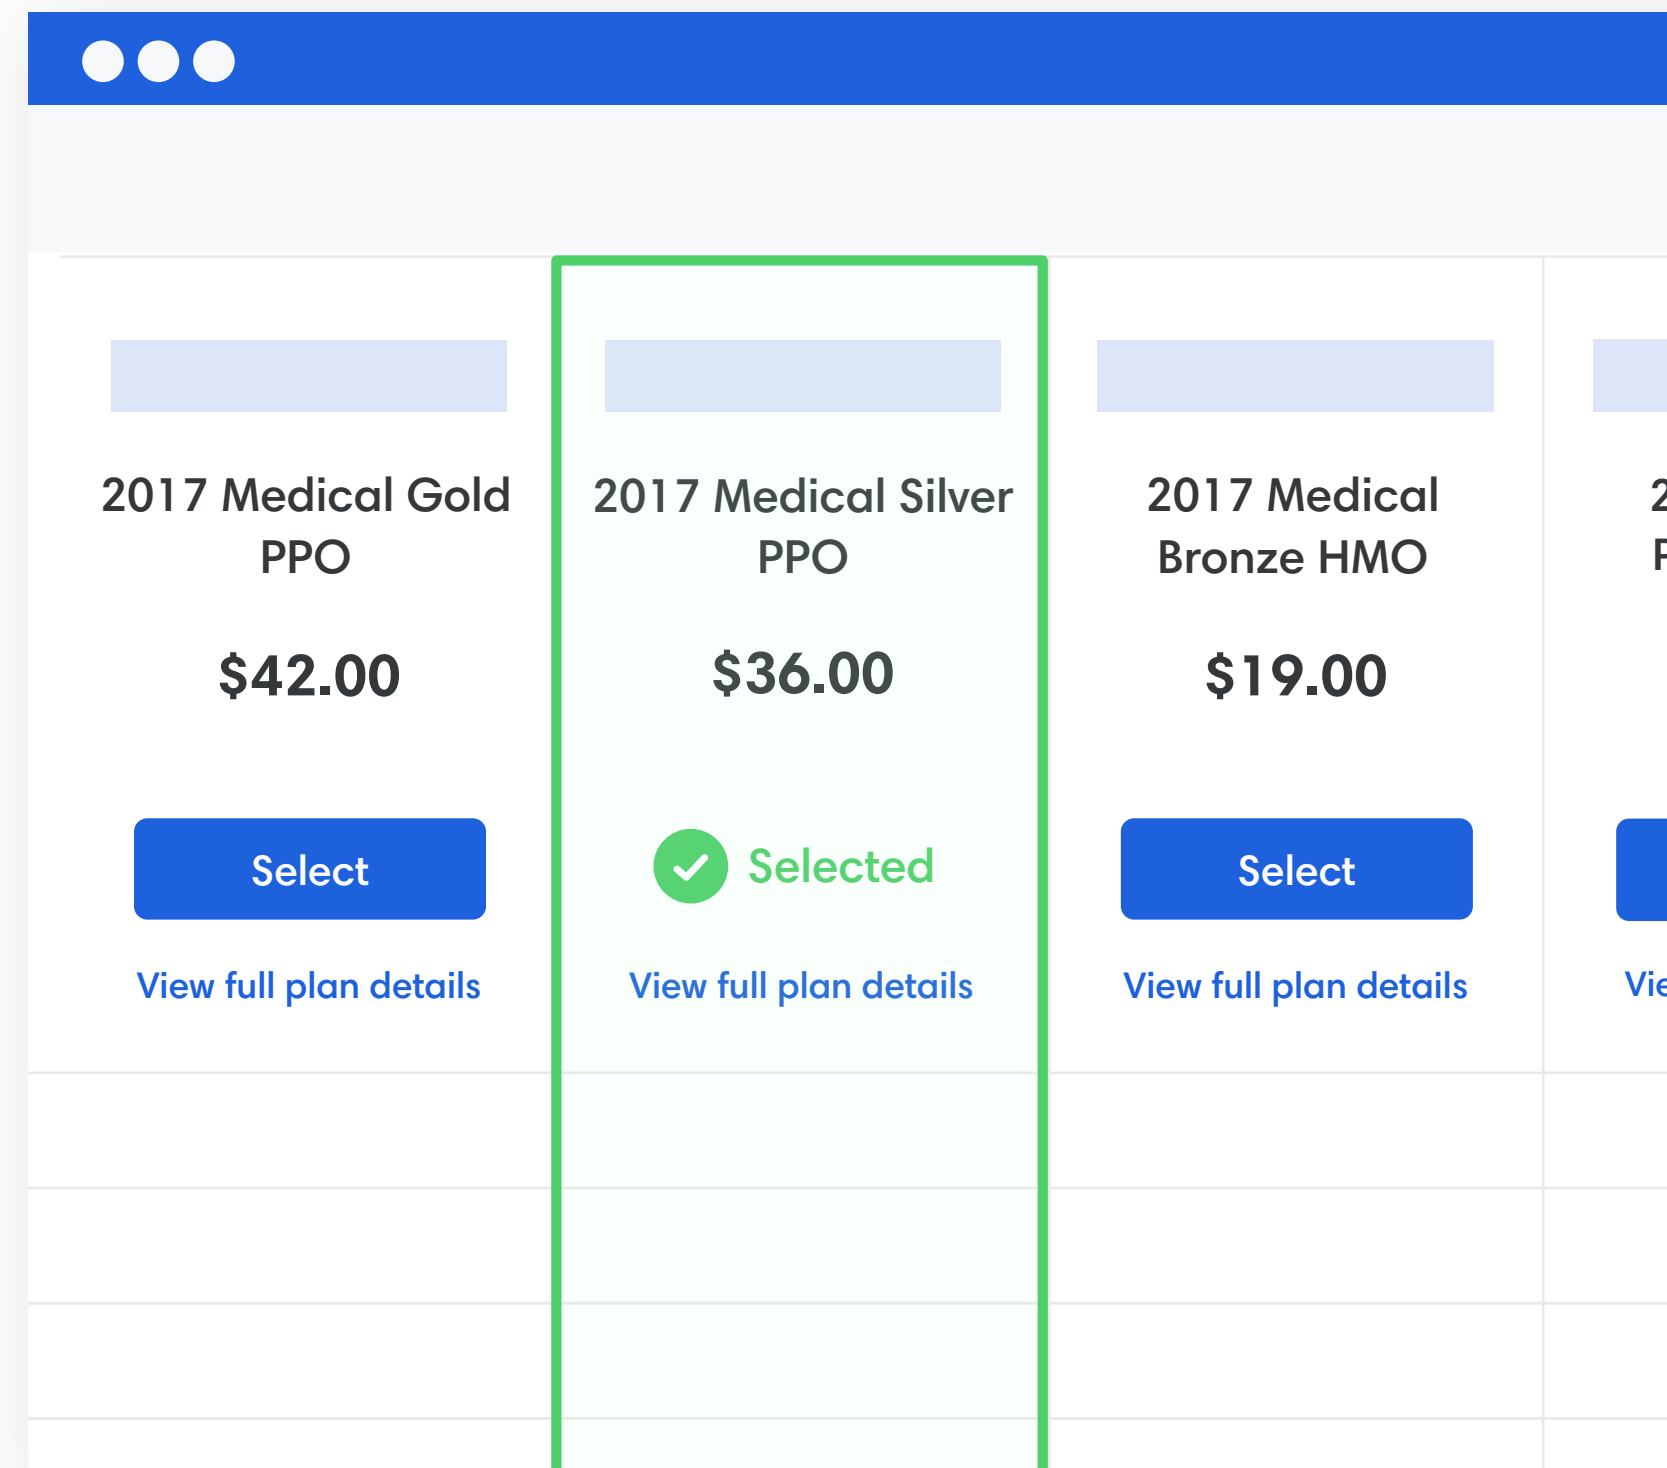 2017 Medical Gold
PPO
$42.00
Select
View full plan details
2017 Medical Silver
PPO
$36.00
Selected
View full plan details
2017 Medical
Bronze HMO
$19.00
Select
View full plan details